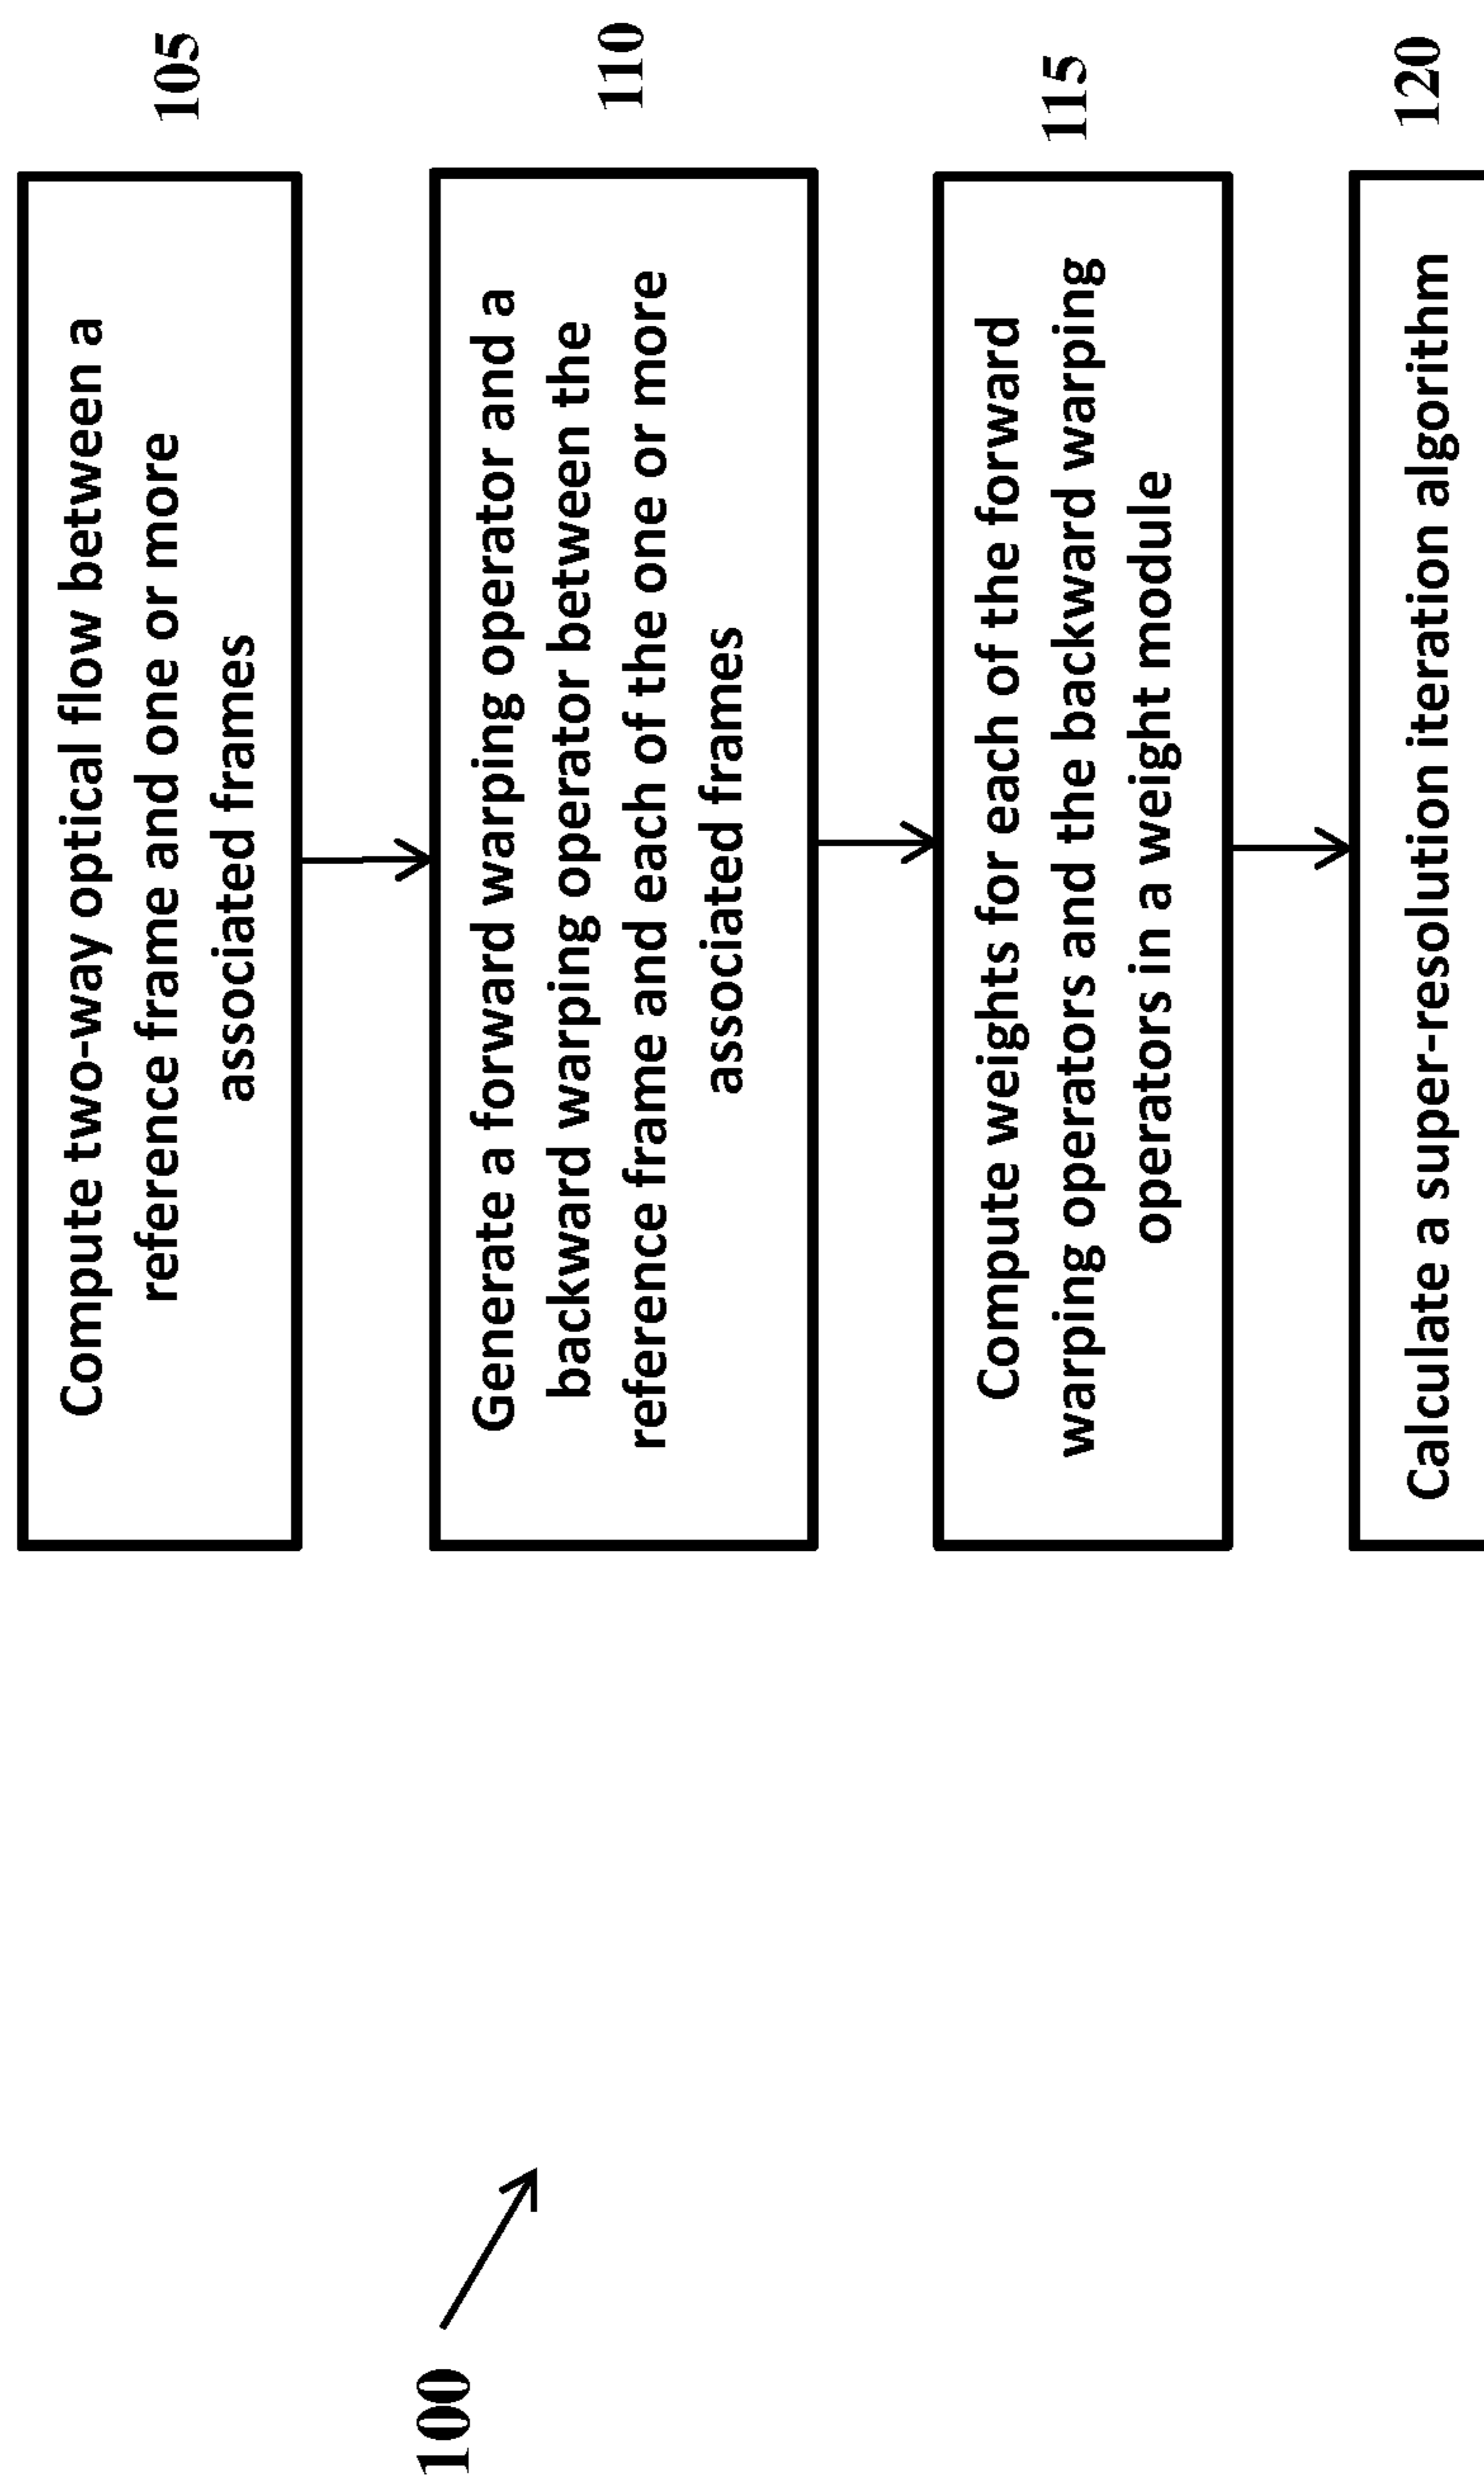 100
Compute two-way optical flow between a
reference frame and one or more
associated frames
105
Generate a forward warping operator and a
backward warping operator between the
reference frame and each of the one or more
associated frames
110
Compute weights for each of the forward
warping operators and the backward warping
operators in a weight module
115
Calculate a super-resolution iteration algorithm
120